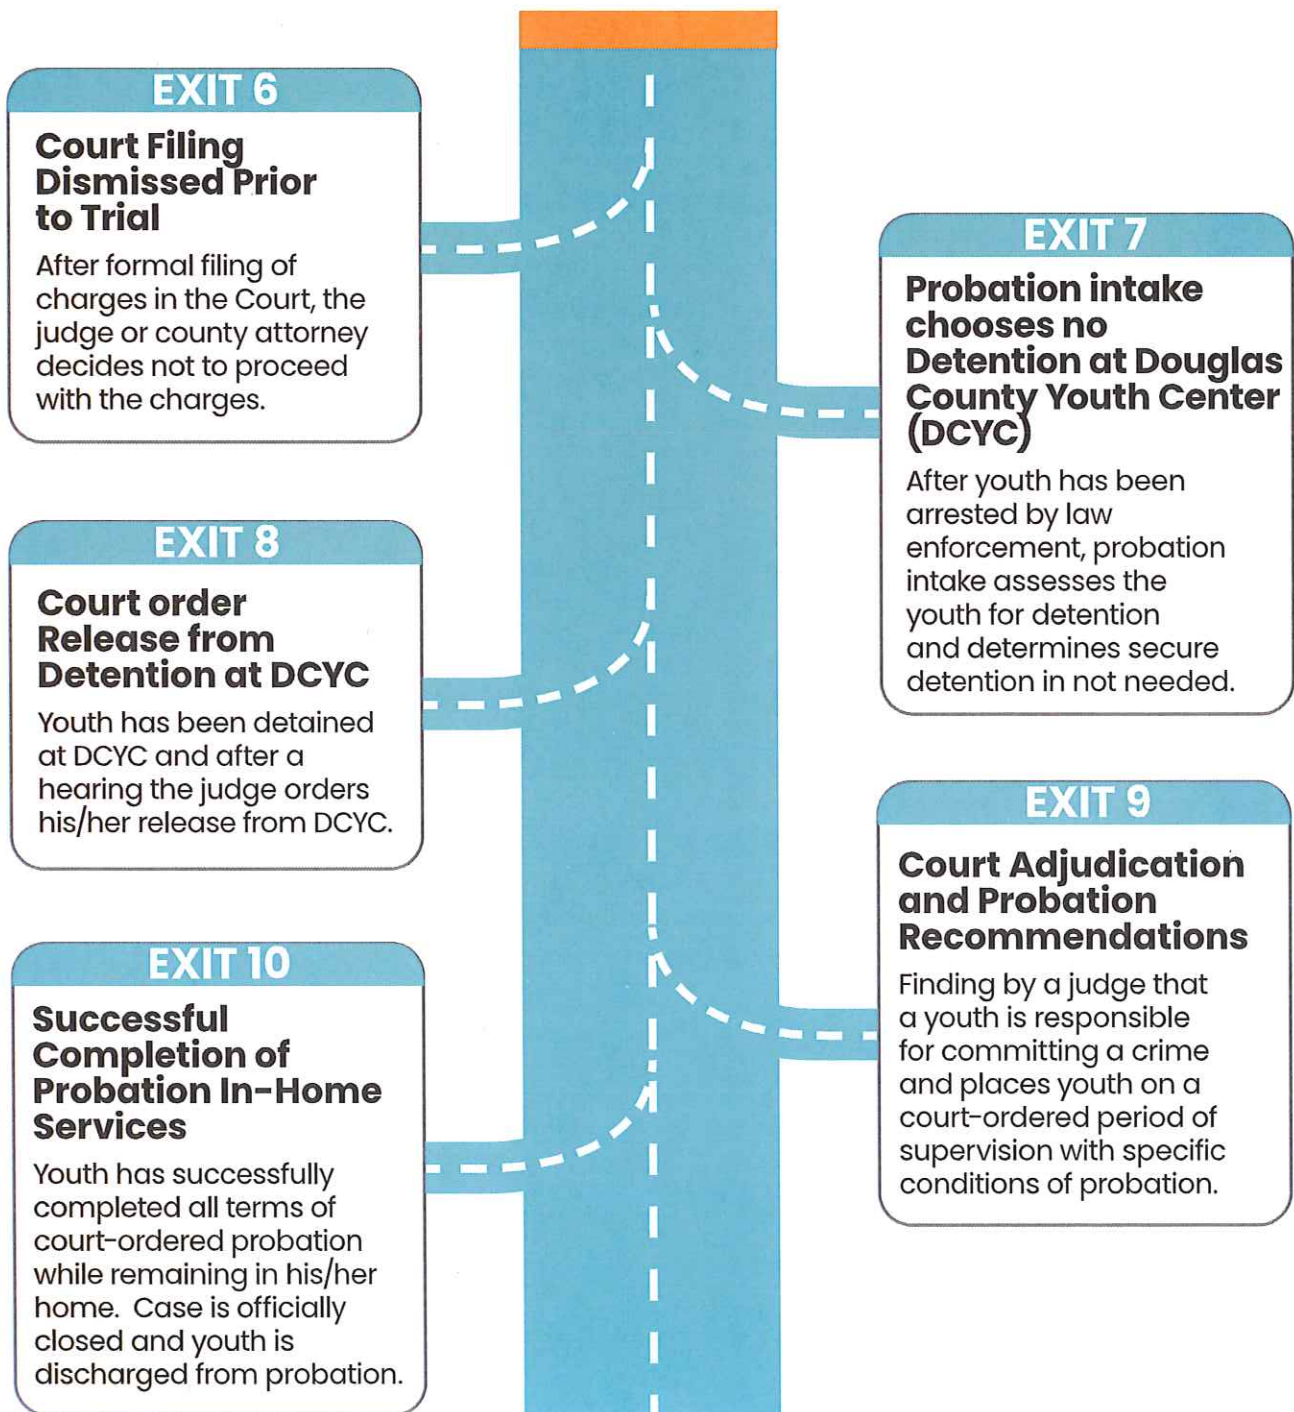 EXIT 6
Court Filing
Dismissed Prior
to Trial
After formal filing of
charges in the Court, the
judge or county attorney
decides not to proceed
with the charges.
EXIT 7
Probation intake
chooses no
Detention at Douglas
County Youth Center
(DCYC)
After youth has been
arrested by law
enforcement, probation
intake assesses the
youth for detention
and determines secure
detention in not needed.
EXIT 8
Court order
Release from
Detention at DCYC
Youth has been detained
at DCYC and after a
hearing the judge orders
his/her release from DCYC.
EXIT 9
Court Adjudication
and Probation
Recommendations
Finding by a judge that
a youth is responsible
for committing a crime
and places youth on a
court-ordered period of
supervision with specific
conditions of probation.
EXIT 10
Successful
Completion of
Probation In-Home
Services
Youth has successfully
completed all terms of
court-ordered probation
while remaining in his/her
home. Case is officially
closed and youth is
discharged from probation.